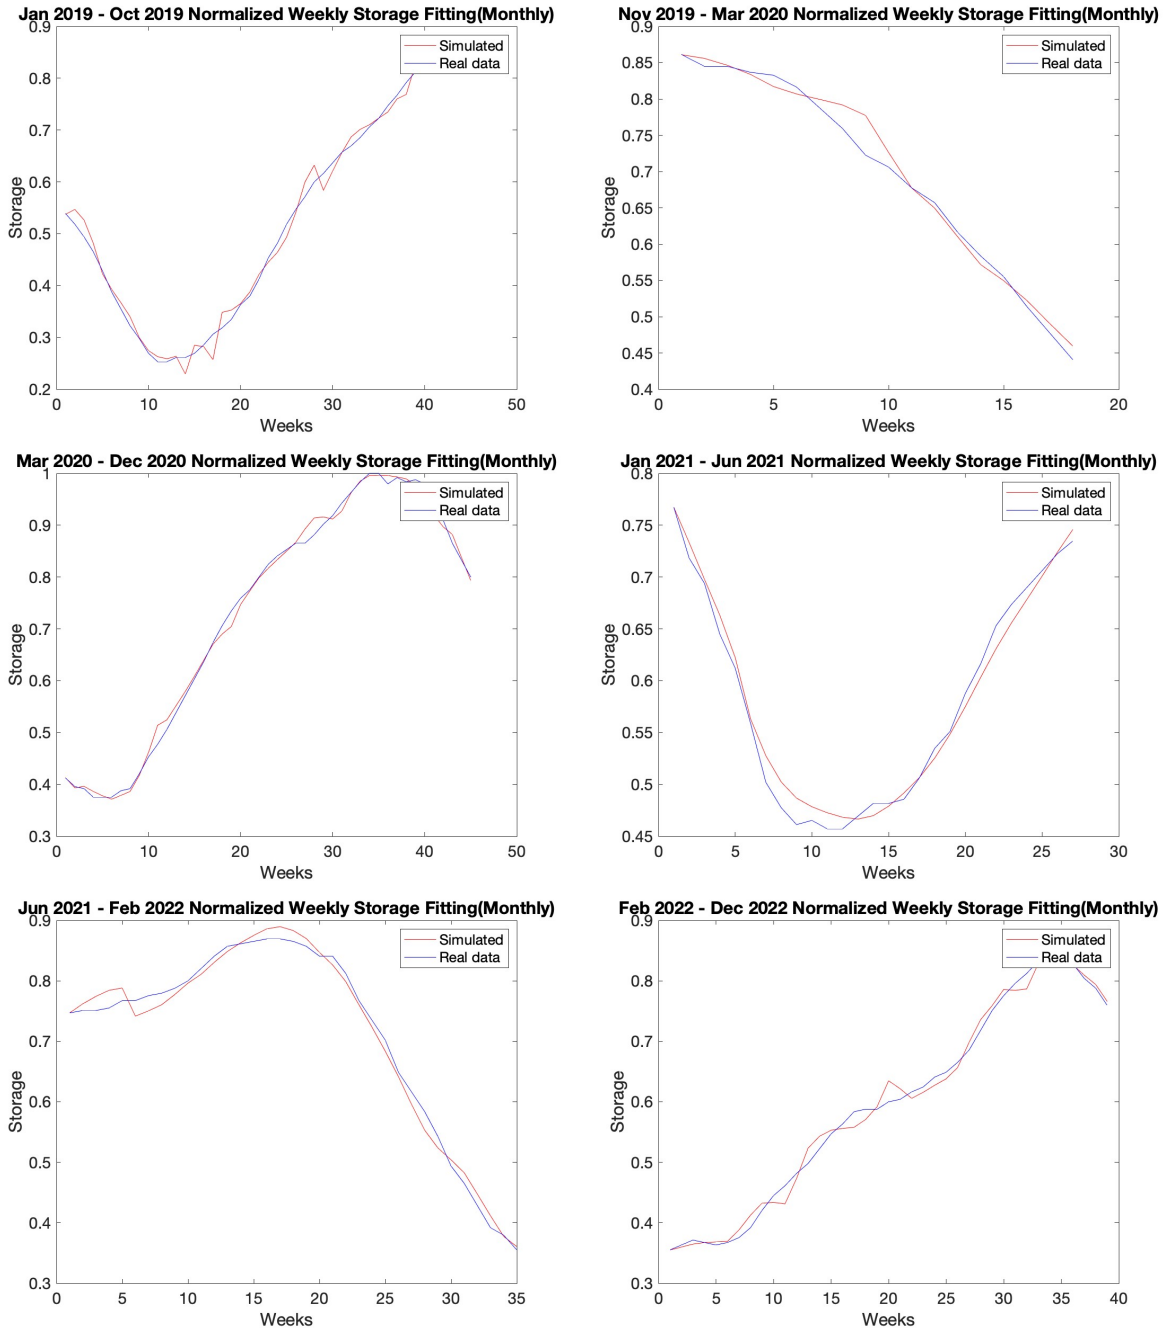 Jan 2019 - Oct 2019 Normalized Weekly Storage Fitting(Monthly)
0.9
0.8
0.7
0.6
0.5
0.4
0.3
0.2
Storage
Simulated
Real data
0 10 20 30 40 50
Weeks
Nov 2019 - Mar 2020 Normalized Weekly Storage Fitting(Monthly)
0.9
0.85
0.8
0.75
0.7
0.65
0.6
0.55
0.5
0.45
0.4
Storage
Simulated
Real data
0 5 10 15 20
Weeks
Mar 2020 - Dec 2020 Normalized Weekly Storage Fitting(Monthly)
1
0.9
0.8
0.7
0.6
0.5
0.4
0.3
Storage
Simulated
Real data
0 10 20 30 40 50
Weeks
Jan 2021 - Jun 2021 Normalized Weekly Storage Fitting(Monthly)
0.8
0.75
0.7
0.65
0.6
0.55
0.5
0.45
Storage
Simulated
Real data
0 5 10 15 20 25 30
Weeks
Jun 2021 - Feb 2022 Normalized Weekly Storage Fitting(Monthly)
0.9
0.8
0.7
0.6
0.5
0.4
0.3
Storage
Simulated
Real data
0 5 10 15 20 25 30 35
Weeks
Feb 2022 - Dec 2022 Normalized Weekly Storage Fitting(Monthly)
0.9
0.8
0.7
0.6
0.5
0.4
0.3
Storage
Simulated
Real data
0 5 10 15 20 25 30 35 40
Weeks